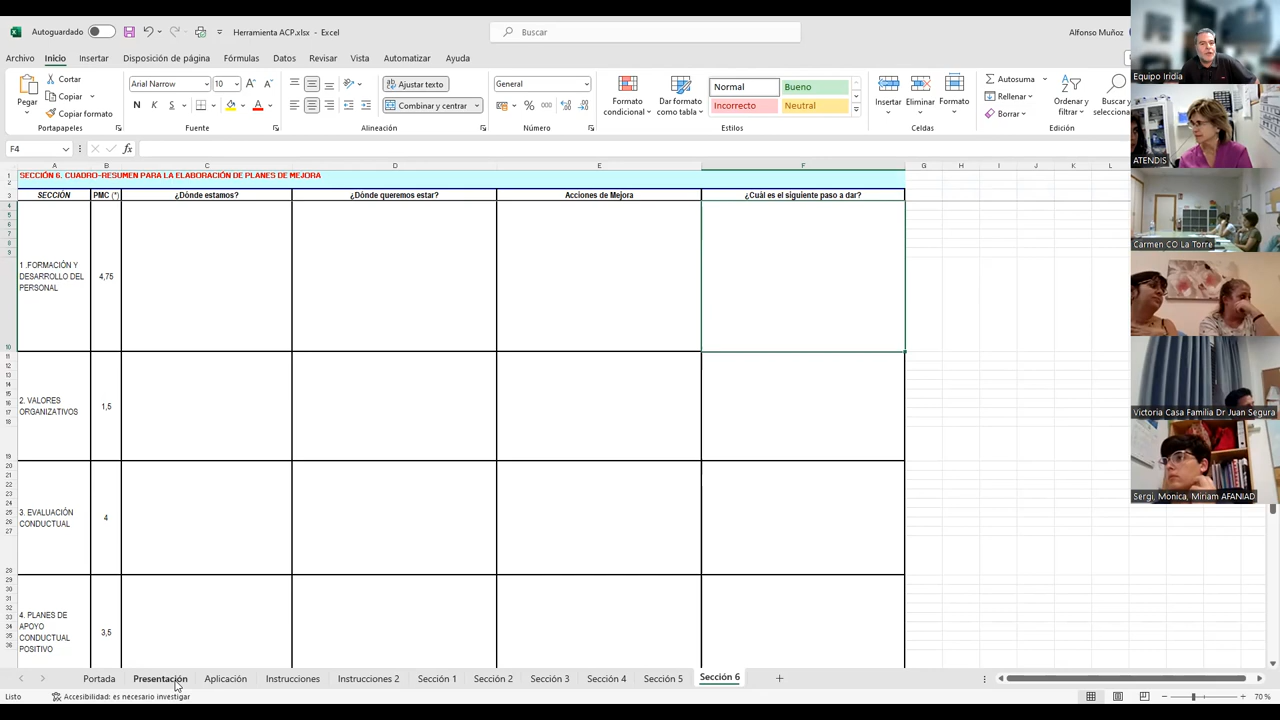 Autoguardado
Herramienta ACP.xlsx - Excel
Buscar
Alfonso Muñoz
Archivo Inicio Insertar Disposición de página Fórmulas Datos Revisar Vista Automatizar Ayuda
Pegar
Cortar
Copiar
Copiar formato
Portapapeles
Arial Narrow 10
N K S
Fuente
Ajustar texto
Combinar y centrar
Alineación
General
% 000
Número
Formato condicional
Dar formato como tabla
Normal Bueno
Incorrecto Neutral
Estilos
Insertar Eliminar Formato
Celdas
Autosuma
Rellenar
Borrar
Ordenar y filtrar
Buscar y
selecciona
Edición
F4
fx
A B C D E F G H I J K L
SECCIÓN 6. CUADRO-RESUMEN PARA LA ELABORACIÓN DE PLANES DE MEJORA
SECCIÓN PMC (*) ¿Dónde estamos? ¿Dónde queremos estar? Acciones de Mejora ¿Cuál es el siguiente paso a dar?
1 .FORMACIÓN Y
DESARROLLO DEL
PERSONAL
4,75
2. VALORES
ORGANIZATIVOS
1,5
3. EVALUACIÓN
CONDUCTUAL
4
4. PLANES DE
APOYO
CONDUCTUAL
POSITIVO
3,5
Portada Presentación Aplicación Instrucciones Instrucciones 2 Sección 1 Sección 2 Sección 3 Sección 4 Sección 5 Sección 6
Listo
Accesibilidad: es necesario investigar
70 %
Equipo Iridia
ATENDIS
Carmen CO La Torre
Victoria Casa Familia Dr Juan Segura
Sergi, Monica, Miriam AFANIAD